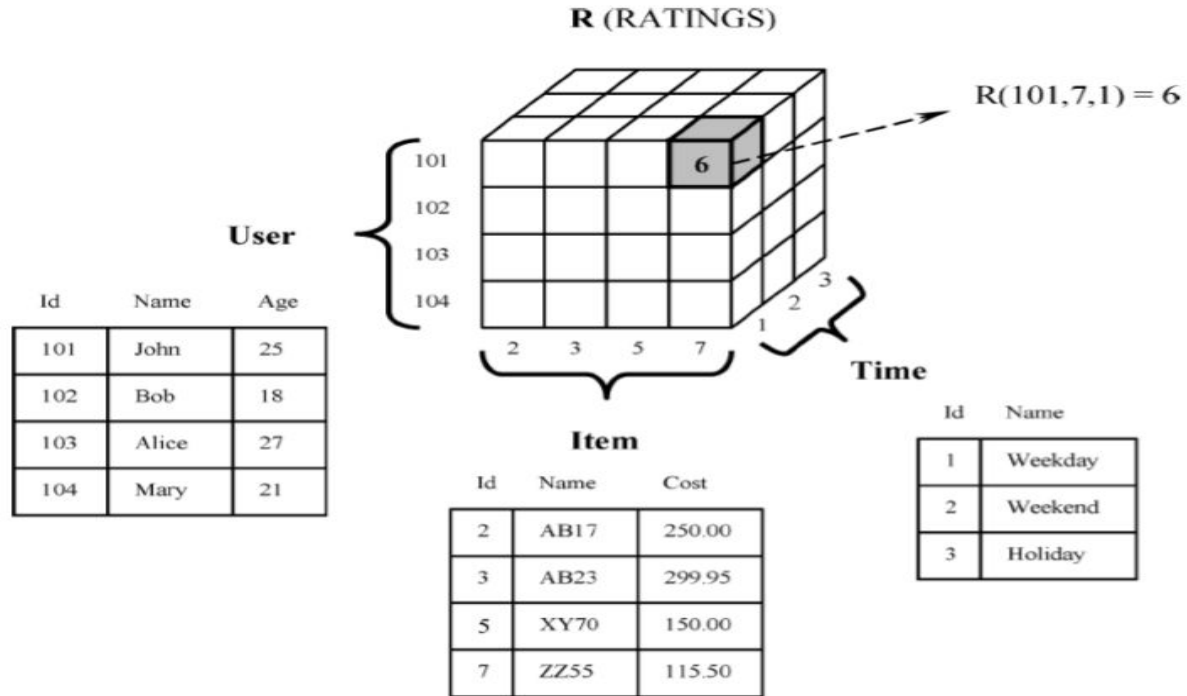 R (RATINGS)
R(101,7,1) = 6
6
101
102
103
104
User
Id Name Age
101 John 25
102 Bob 18
103 Alice 27
104 Mary 21
2 3 5 7
1
2
3
Time
Item
Id Name Cost
2 AB17 250.00
3 AB23 299.95
5 XY70 150.00
7 ZZ55 115.50
Id Name
1 Weekday
2 Weekend
3 Holiday